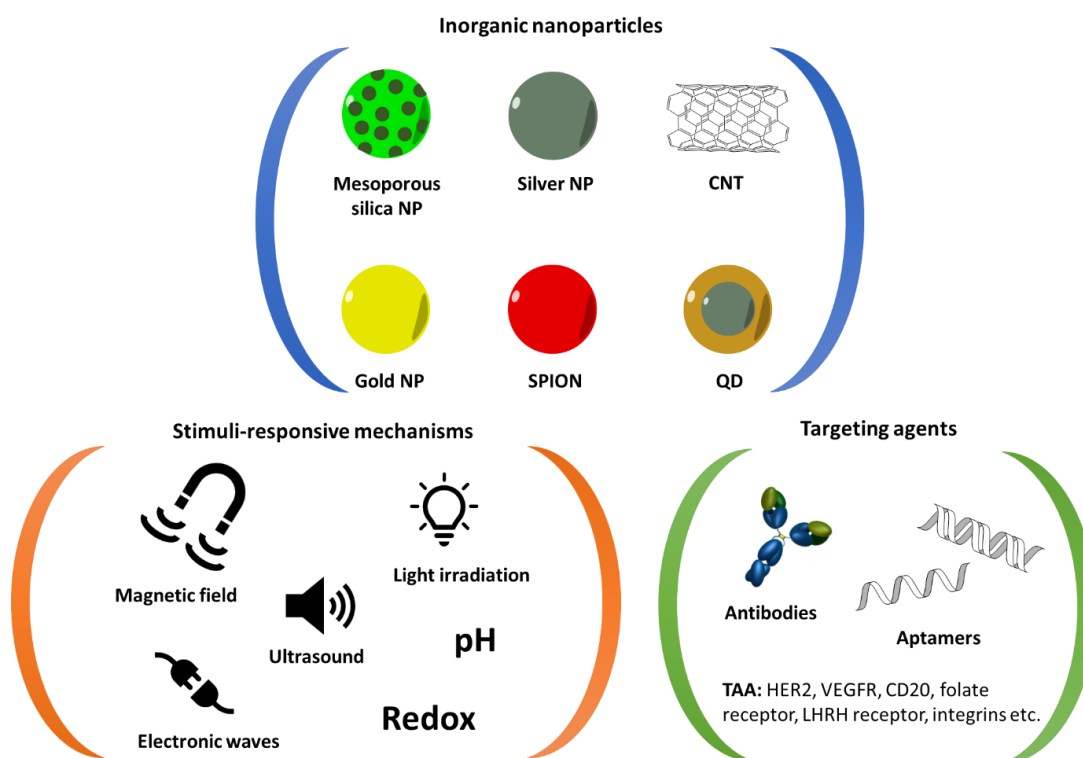 Inorganic nanoparticles
Mesoporous
silica NP
Silver NP
CNT
Gold NP
SPION
QD
Stimuli-responsive mechanisms
Magnetic field
Light irradiation
Ultrasound
pH
Electronic waves
Redox
Targeting agents
Antibodies
Aptamers
TAA: HER2, VEGFR, CD20, folate
receptor, LHRH receptor, integrins etc.